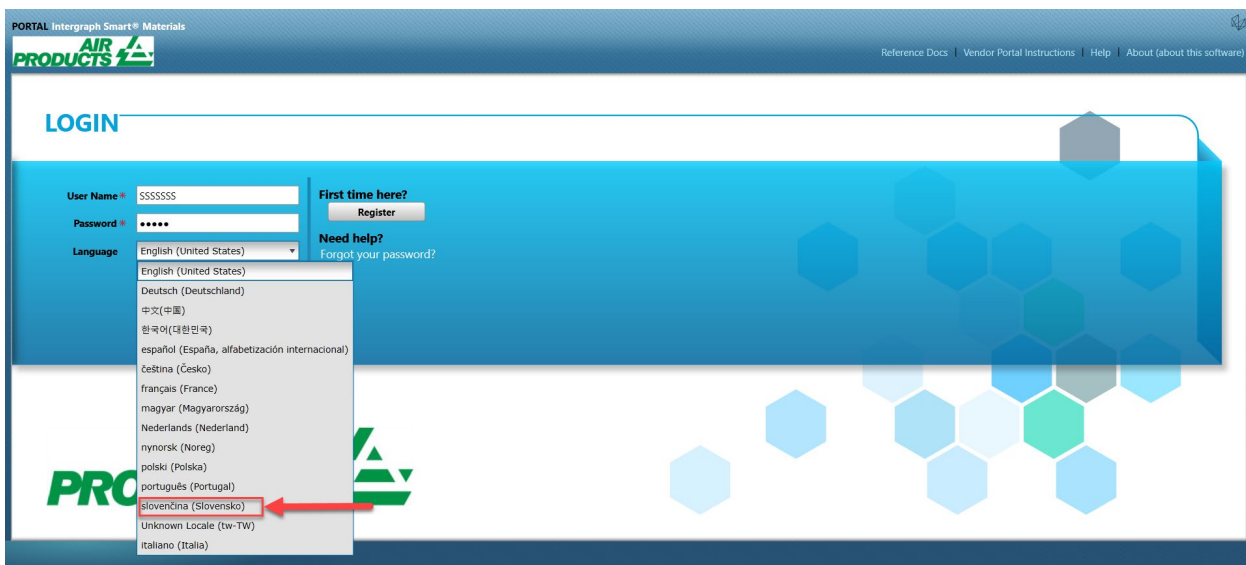 PORTAL Intergraph Smart® Materials
AIR
PRODUCTS
Reference Docs | Vendor Portal Instructions | Help | About (about this software)
LOGIN
User Name* SSSSSSS
Password* •••••
Language English (United States)
First time here?
Register
Need help?
Forgot your password?
English (United States)
Deutsch (Deutschland)
中文(中国)
한국어(대한민국)
español (España, alfabetización internacional)
čeština (Česko)
français (France)
magyar (Magyarország)
Nederlands (Nederland)
nynorsk (Noreg)
polski (Polska)
português (Portugal)
slovenčina (Slovensko)
Unknown Locale (tw-TW)
italiano (Italia)
PRO